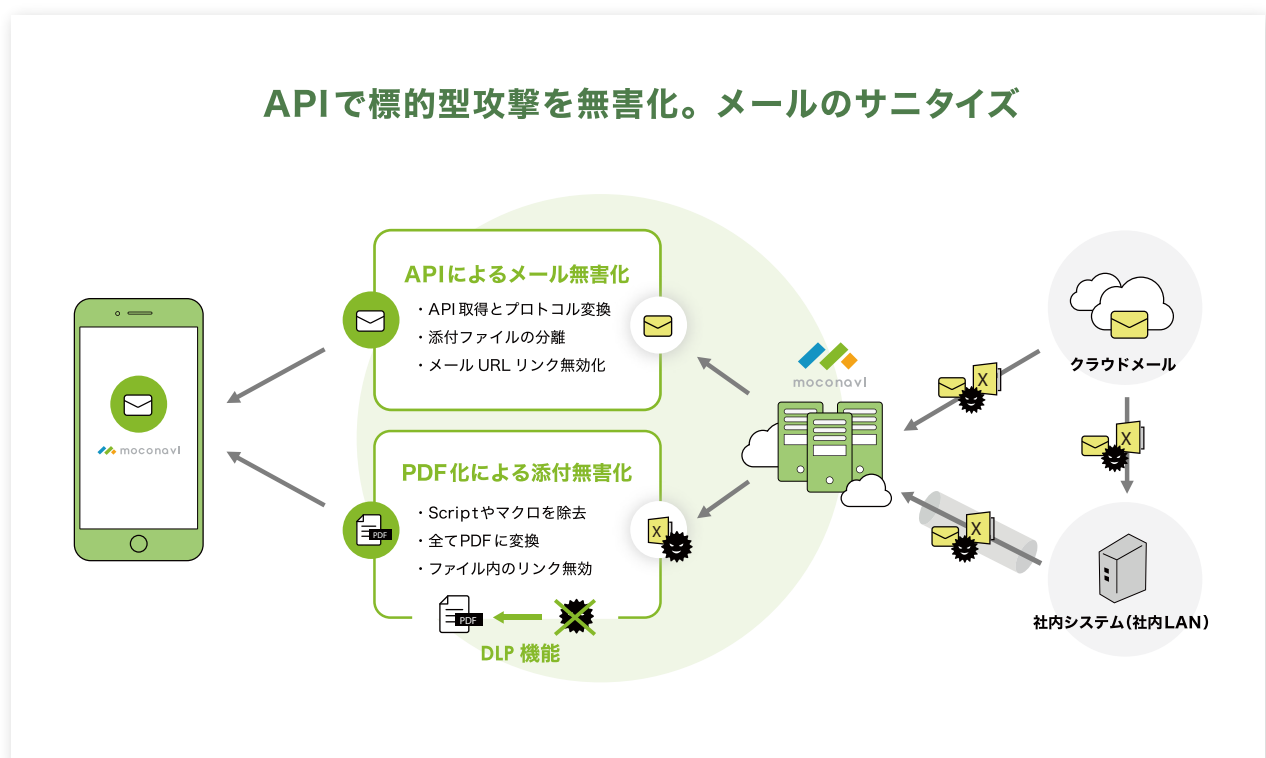 APIで標的型攻撃を無害化。メールのサニタイズ
APIによるメール無害化
・API取得とプロトコル変換
・添付ファイルの分離
・メールURLリンク無効化
moconavi
moconavi
X
クラウドメール
X
PDF化による添付無害化
・Scriptやマクロを除去
・全てPDFに変換
・ファイル内のリンク無効
PDF
X
X
PDF
DLP 機能
社内システム(社内LAN)